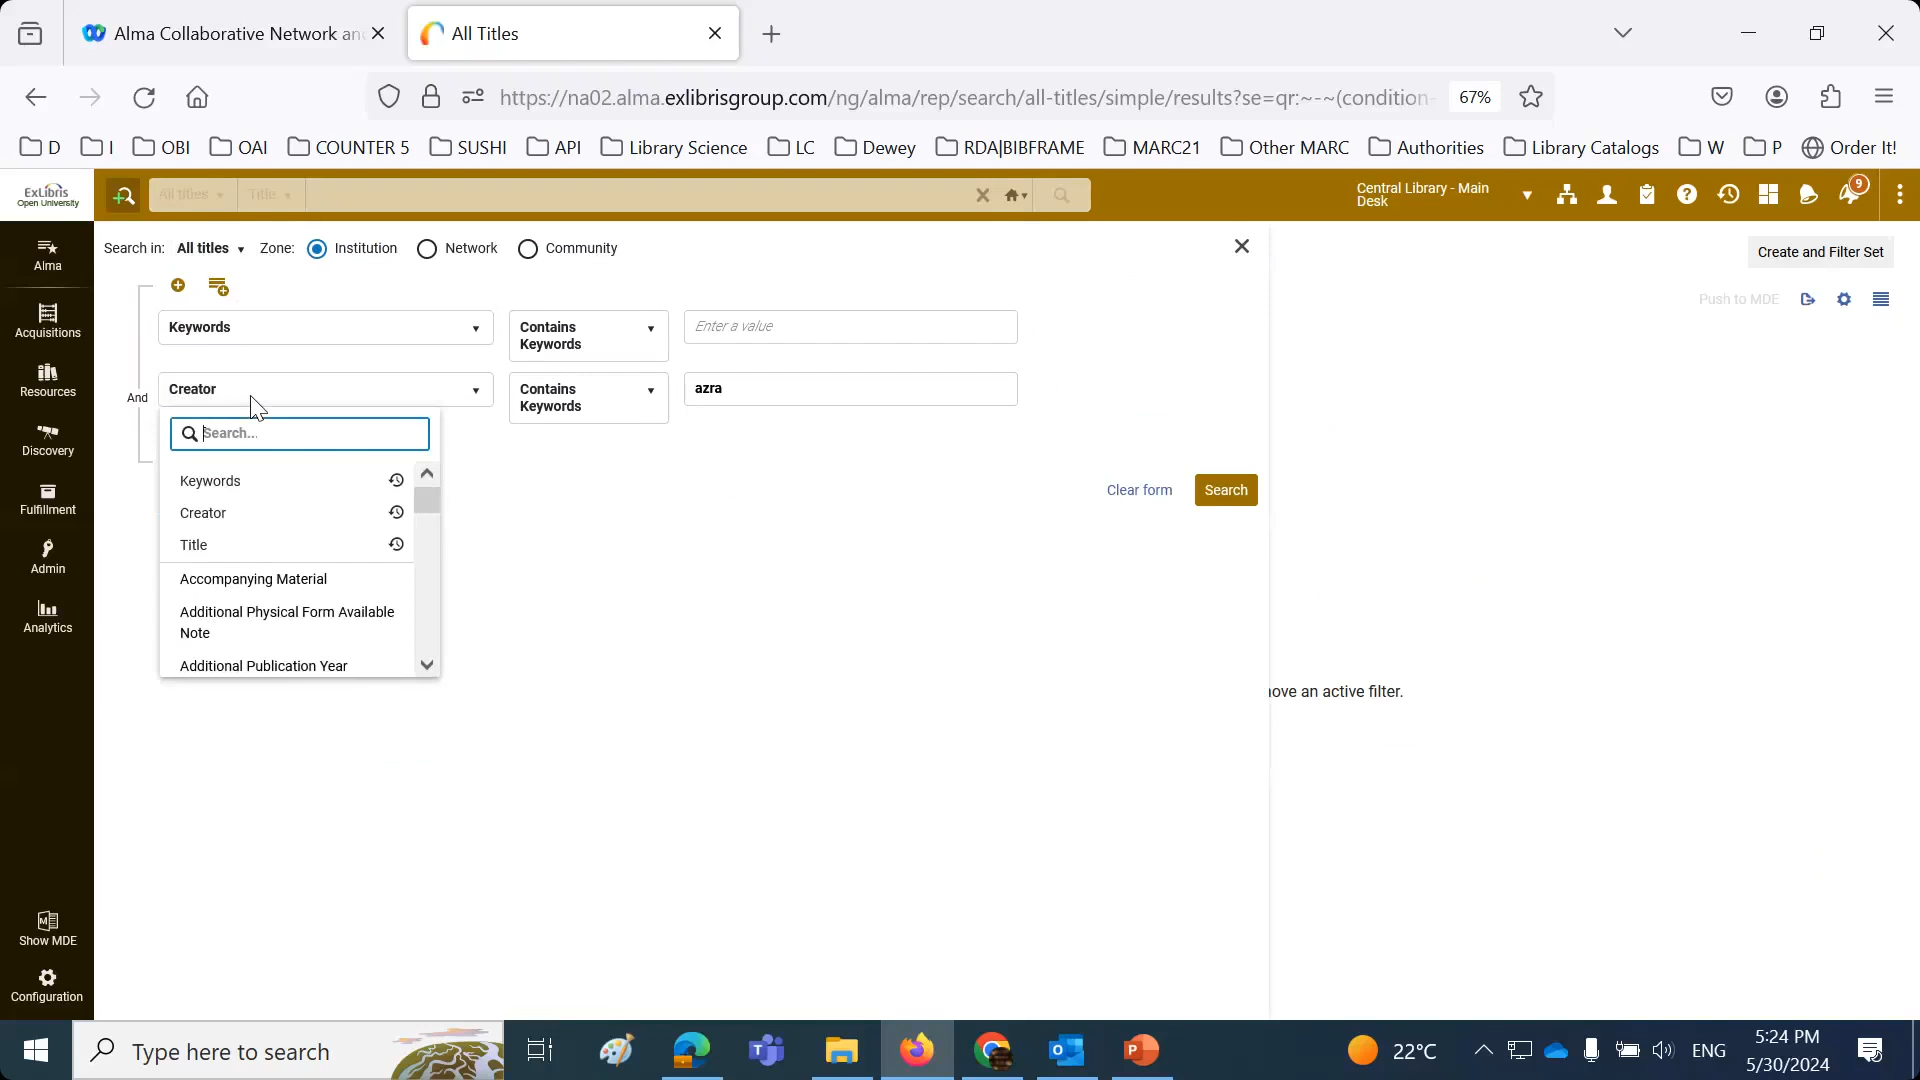 Alma Collaborative Network an
All Titles
https://na02.alma.exlibrisgroup.com/ng/alma/rep/search/all-titles/simple/results?se=qr:~-~(condition-
67%
D
I
OBI
OAI
COUNTER 5
SUSHI
API
Library Science
LC
Dewey
RDA|BIBFRAME
MARC21
Other MARC
Authorities
Library Catalogs
W
P
Order It!
ExLibris
Open University
All titles
Title
Central Library - Main
Desk
9
Search in: All titles
Zone: Institution Network Community
Create and Filter Set
Push to MDE
Alma
Acquisitions
Resources
Discovery
Fulfillment
Admin
Analytics
Show MDE
Configuration
Keywords
Contains
Keywords
Enter a value
And
Creator
Contains
Keywords
azra
Search...
Keywords
Creator
Title
Accompanying Material
Additional Physical Form Available
Note
Additional Publication Year
Clear form
Search
ove an active filter.
Type here to search
22°C
ENG
5:24 PM
5/30/2024